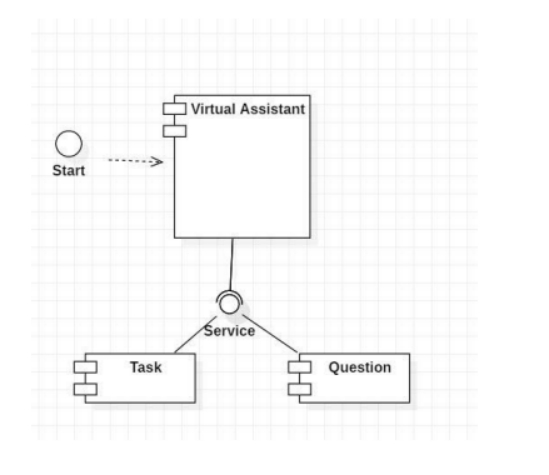 Virtual Assistant
Start
Service
Task
Question